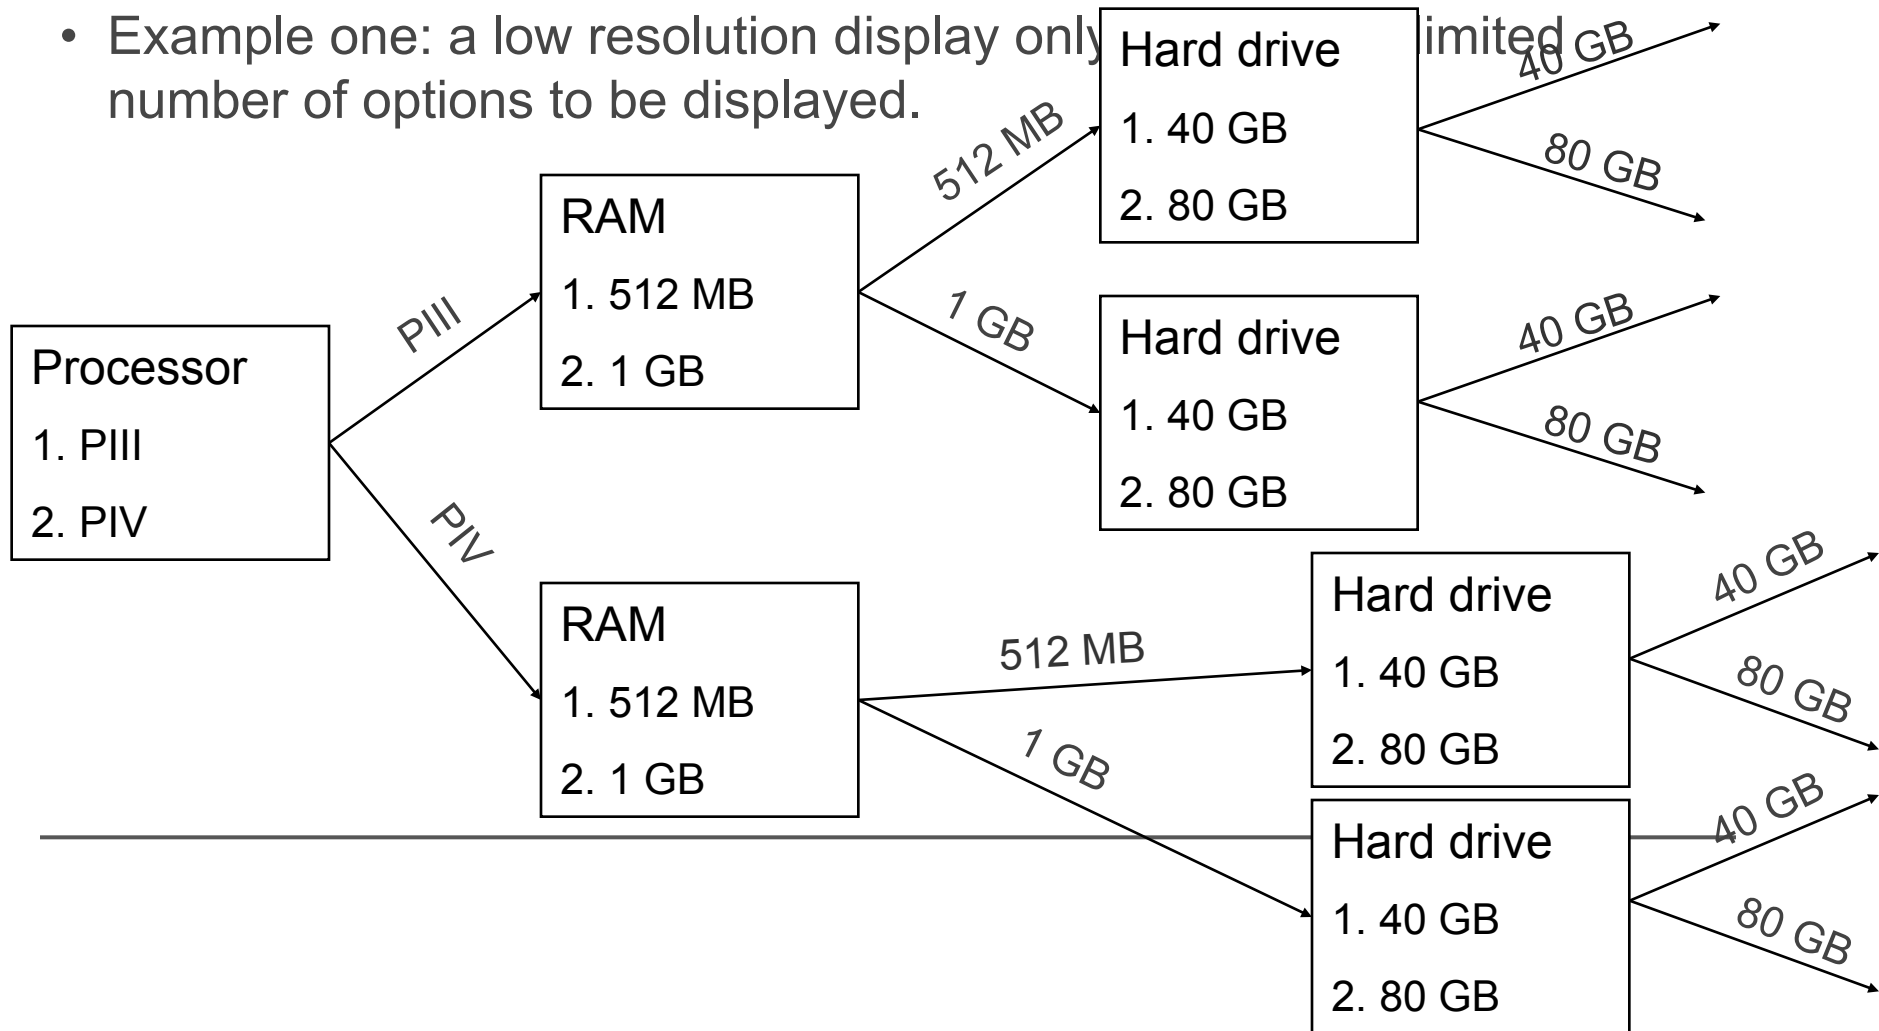 • Example one: a low resolution display only limited
number of options to be displayed.
Processor
1. PIII
2. PIV
PIII
PIV
RAM
1. 512 MB
2. 1 GB
512 MB
1 GB
Hard drive
1. 40 GB
2. 80 GB
40 GB
80 GB
Hard drive
1. 40 GB
2. 80 GB
40 GB
80 GB
RAM
1. 512 MB
2. 1 GB
512 MB
1 GB
Hard drive
1. 40 GB
2. 80 GB
40 GB
80 GB
Hard drive
1. 40 GB
2. 80 GB
40 GB
80 GB